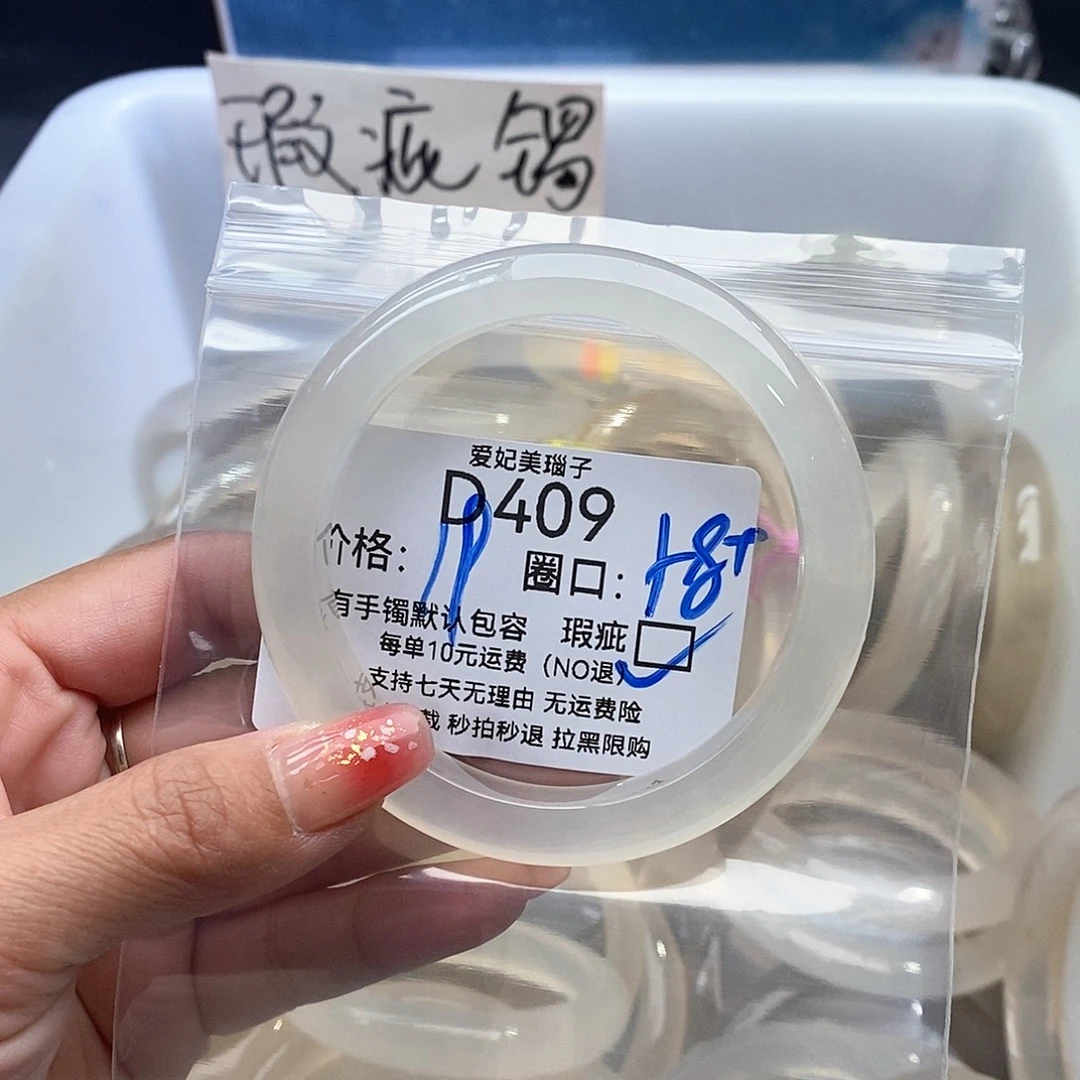 瑕疵镯
爱妃美瑙子
D409
价格： 圈口：58+
有手镯默认包容 瑕疵
每单10元运费（NO退）
支持七天无理由 无运费险
载 秒拍秒退 拉黑限购